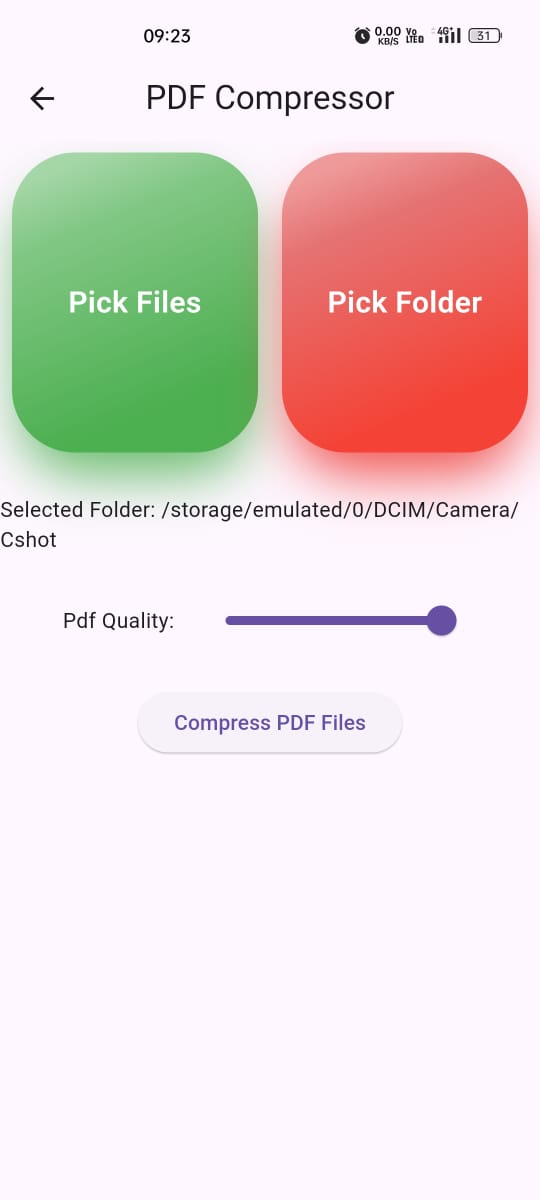 09:23
0.00
KB/S
Vo
LTE
4G+
31
PDF Compressor
Pick Files
Pick Folder
Selected Folder: /storage/emulated/0/DCIM/Camera/
Cshot
Pdf Quality:
Compress PDF Files